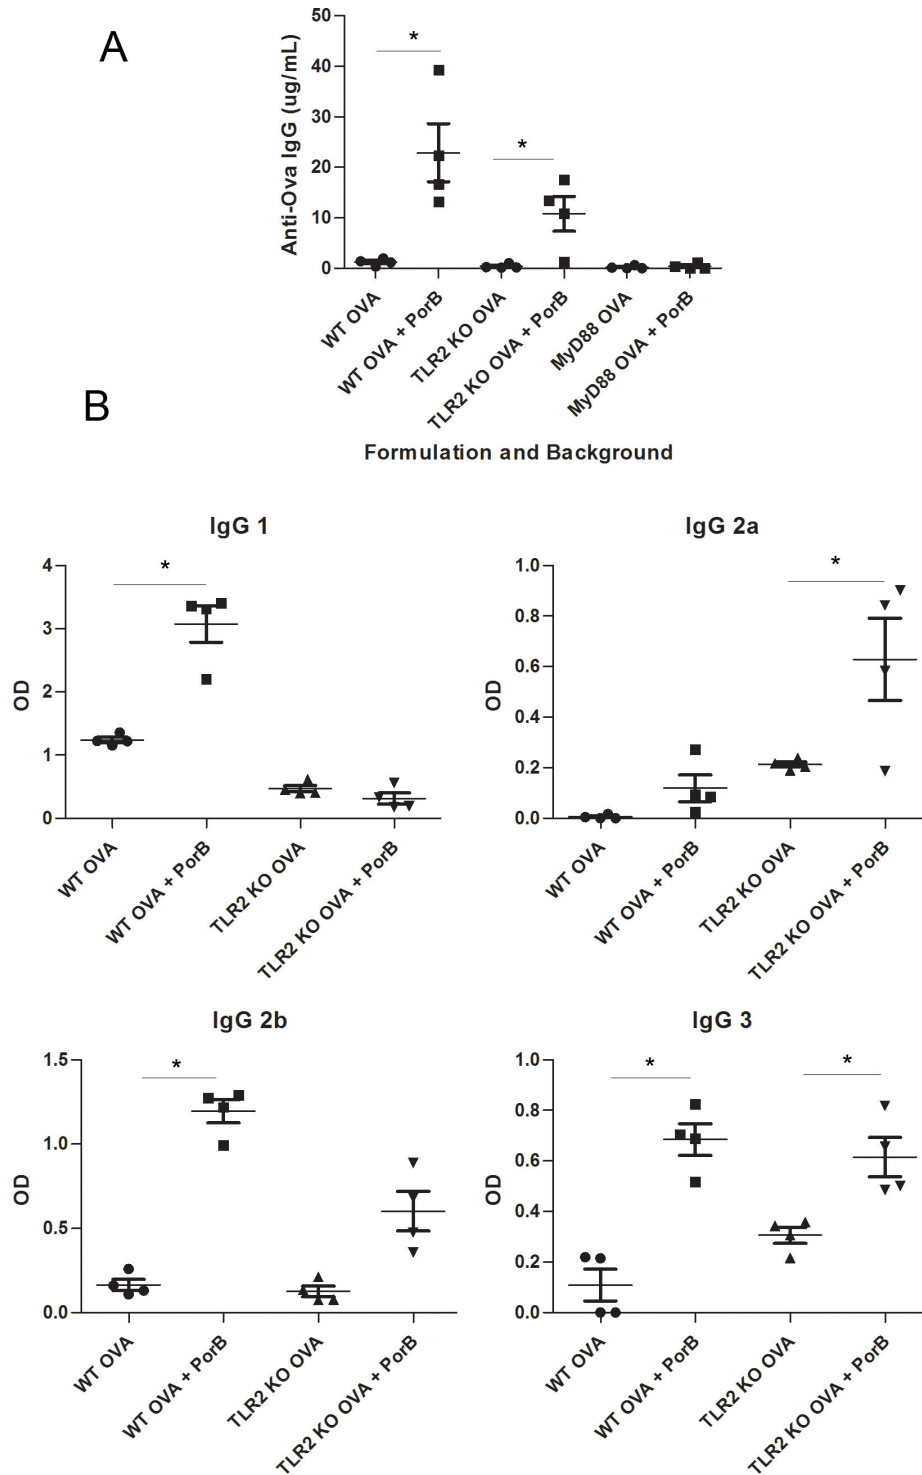 A
50
40
30
20
10
0
Anti-Ova IgG (ug/mL)
*
*
WT OVA
WT OVA + PorB
TLR2 KO OVA
TLR2 KO OVA + PorB
MyD88 OVA
MyD88 OVA + PorB
Formulation and Background
B
IgG 1
4
3
2
1
0
OD
*
WT OVA
WT OVA + PorB
TLR2 KO OVA
TLR2 KO OVA + PorB
IgG 2a
1.0
0.8
0.6
0.4
0.2
0.0
OD
*
WT OVA
WT OVA + PorB
TLR2 KO OVA
TLR2 KO OVA + PorB
IgG 2b
1.5
1.0
0.5
0.0
OD
*
WT OVA
WT OVA + PorB
TLR2 KO OVA
TLR2 KO OVA + PorB
IgG 3
1.0
0.8
0.6
0.4
0.2
0.0
OD
*
*
WT OVA
WT OVA + PorB
TLR2 KO OVA
TLR2 KO OVA + PorB